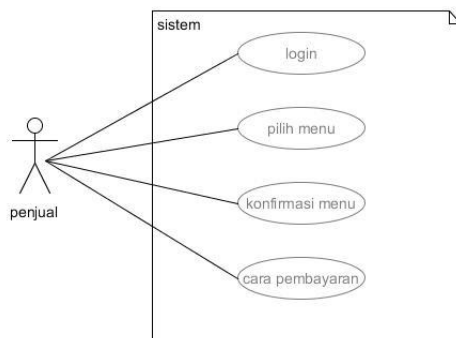 sistem
login
pilih menu
penjual
konfirmasi menu
cara pembayaran